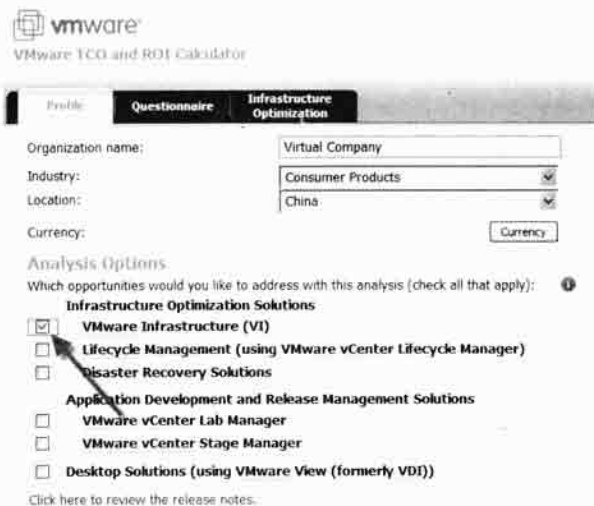 vmware
VMware TCO and ROI Calculator
Profile Questionnaire Infrastructure Optimization
Organization name: Virtual Company
Industry: Consumer Products
Location: China
Currency: Currency
Analysis Options
Which opportunities would you like to address with this analysis (check all that apply):
Infrastructure Optimization Solutions
VMware Infrastructure (VI)
Lifecycle Management (using VMware vCenter Lifecycle Manager)
Disaster Recovery Solutions
Application Development and Release Management Solutions
VMware vCenter Lab Manager
VMware vCenter Stage Manager
Desktop Solutions (using VMware View (formerly VDI))
Click here to review the release notes.